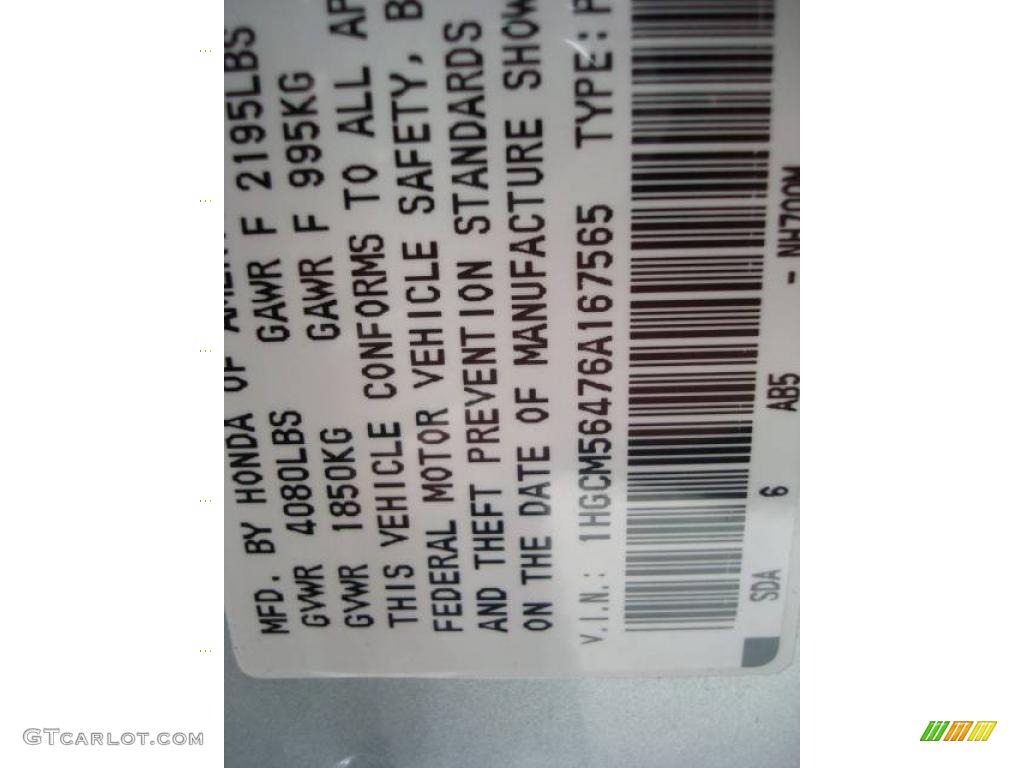 MFD. BY HONDA OF
GVWR 4080LBS GAWR F 2195LBS
GVWR 1850KG GAWR F 995KG
THIS VEHICLE CONFORMS TO ALL AP
FEDERAL MOTOR VEHICLE SAFETY, B
AND THEFT PREVENTION STANDARDS
ON THE DATE OF MANUFACTURE SHOW
V.I.N.: 1HGCM56476A167565 TYPE:P
SDA 6 AB5 - NH700M
GTCARLOT.COM